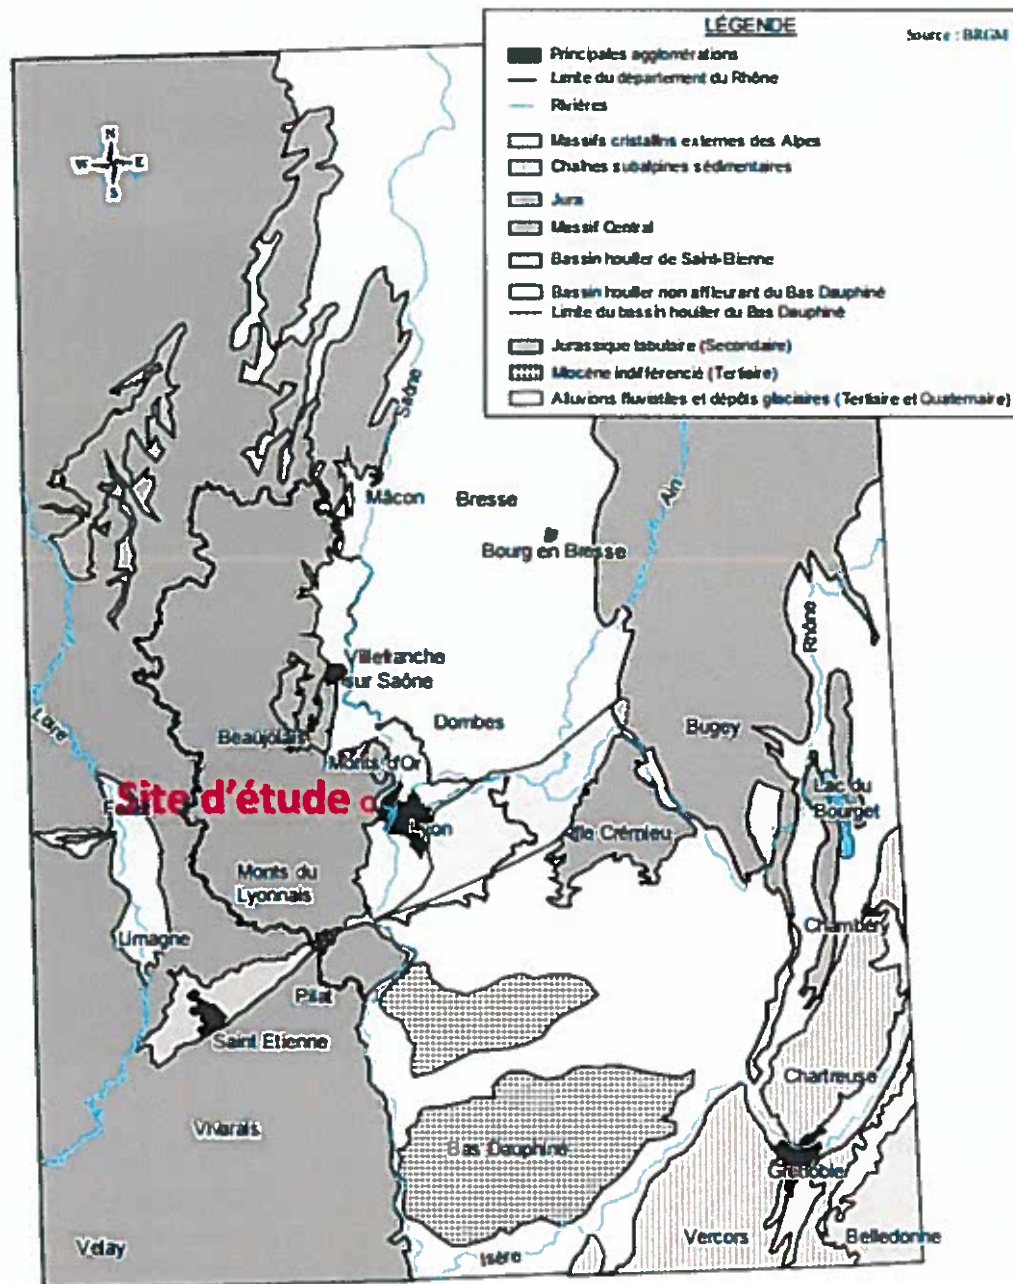 LÉGENDE
Source : BRGM
Principales agglomérations
Limite du département du Rhône
Rivières
Massifs cristallins externes des Alpes
Chaînes subalpines sédimentaires
Jura
Massif Central
Bassin houiller de Saint-Etienne
Bassin houiller non affleurant du Bas Dauphiné
Limite du bassin houiller du Bas Dauphiné
Jurassique tabulaire (Secondaire)
Miocène indifférencié (Tertiaire)
Alluvions fluviatiles et dépôts glaciaires (Tertiaire et Quaternaire)
N
W E
S
Saône
Mâcon
Bresse
Ain
Bourg en Bresse
Rhône
Villefranche
sur Saône
Loire
Dombes
Bugey
Beaujolais
Monts d'Or
Site d'étude
Lac du
Bourget
Lyon
Ile Crémieu
Monts du
Lyonnais
Limagne
Chambéry
Pilat
Saint Etienne
Chartreuse
Vivarais
Bas Dauphiné
Grenoble
Velay
Isère
Vercors
Belledonne